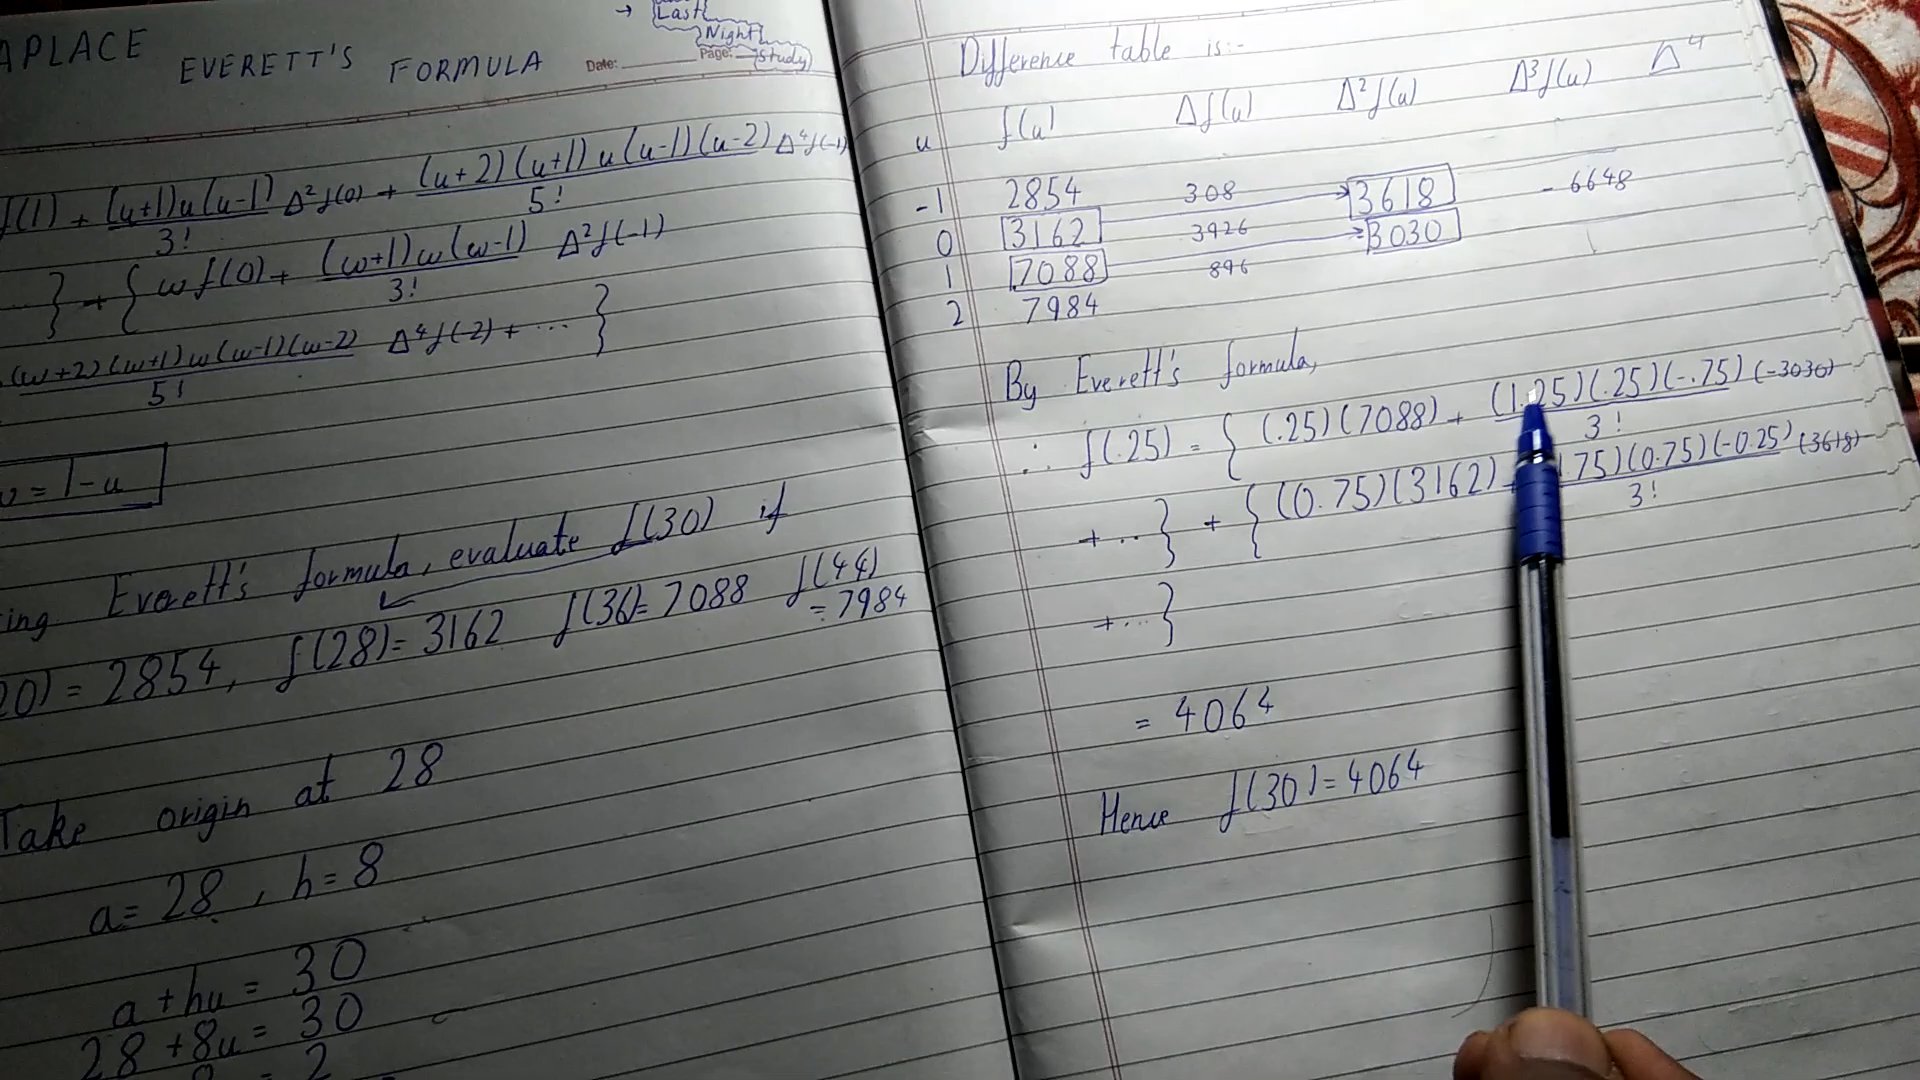 → Last
Night
Study
Date: Page:
APLACE EVERETT'S FORMULA
f(1) + (u+1)u(u-1)/3! Δ²f(0) + (u+2)(u+1)u(u-1)(u-2)/5! Δ⁴f(-1)
...} + {w f(0) + (w+1)w(w-1)/3! Δ²f(-1)
(w+2)(w+1)w(w-1)(w-2)/5! Δ⁴f(-2) + ... }
= 1-u
ing Everett's formula, evaluate f(30) if
20) = 2854, f(28) = 3162 f(36) = 7088 f(44)
= 7984
Take origin at 28
a = 28, h = 8
a + hu = 30
28 + 8u = 30
= 2
Difference table is:-
u f(u) Δf(u) Δ²f(u) Δ³f(u) Δ⁴
-1 2854 308 3618 - 6648
0 3162 3926 -3030
1 7088 896
2 7984
By Everett's formula,
∴ f(.25) = { (.25)(7088) + (1.25)(.25)(-.75)(-3030)/3!
+ .. } + { (0.75)(3162) .75)(0.75)(-0.25)(3618)/3!
+ ... }
= 4064
Hence f(30) = 4064